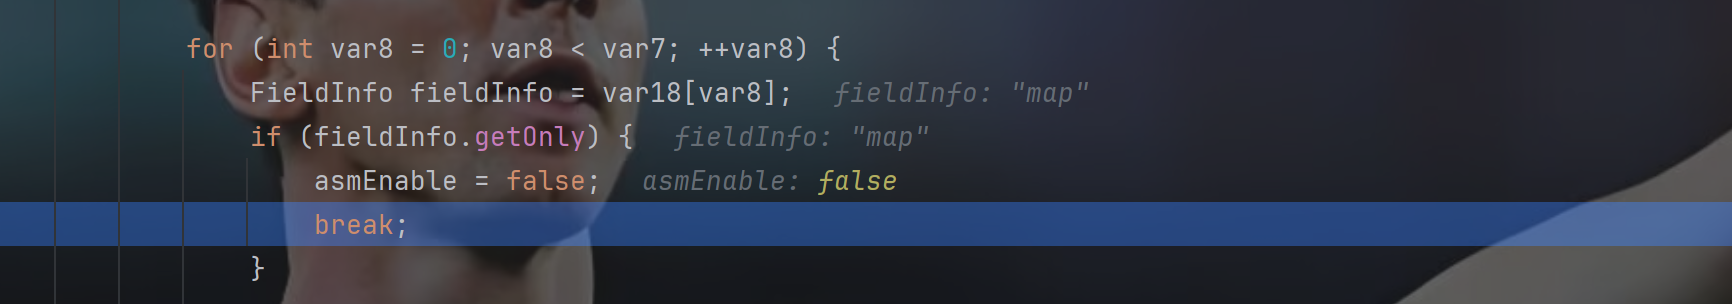 for (int var8 = 0; var8 < var7; ++var8) {
FieldInfo fieldInfo = var18[var8]; fieldInfo: "map"
if (fieldInfo.getOnly) { fieldInfo: "map"
asmEnable = false; asmEnable: false
break;
}